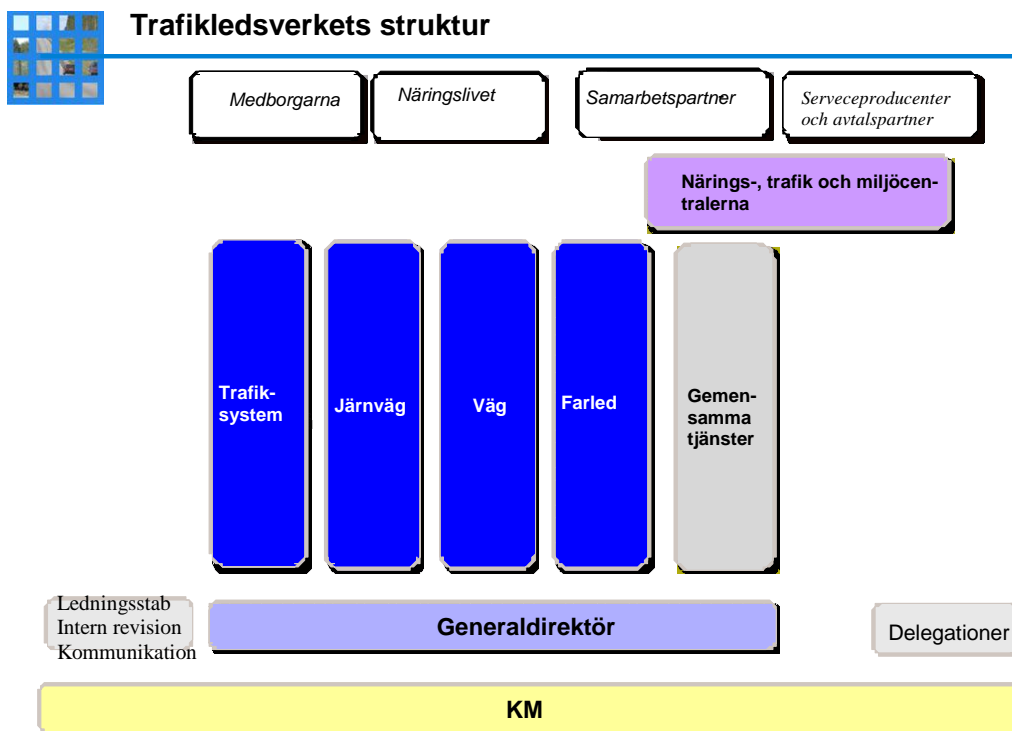 Trafikledsverkets struktur
Medborgarna
Näringslivet
Samarbetspartner
Serveceproducenter
och avtalspartner
Närings-, trafik och miljöcen-
tralerna
Trafik-
system
Järnväg
Väg
Farled
Gemen-
samma
tjänster
Ledningsstab
Intern revision
Kommunikation
Generaldirektör
Delegationer
KM